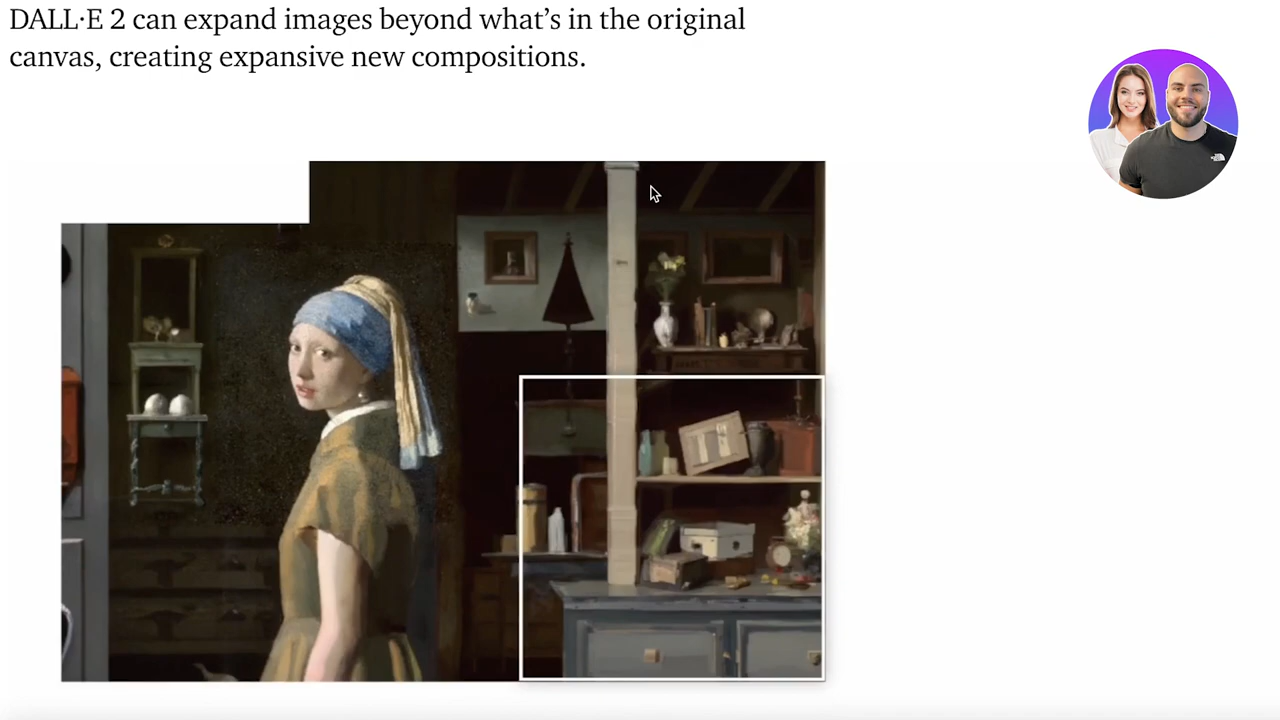 DALL·E 2 can expand images beyond what’s in the original
canvas, creating expansive new compositions.